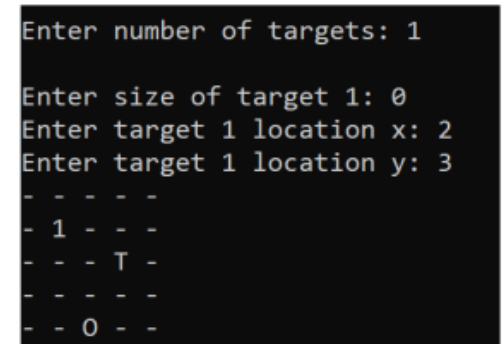 Enter number of targets: 1
Enter size of target 1: 0
Enter target 1 location x: 2
Enter target 1 location y: 3
- - - - -
- 1 - - -
- - - T -
- - - - -
- - O - -